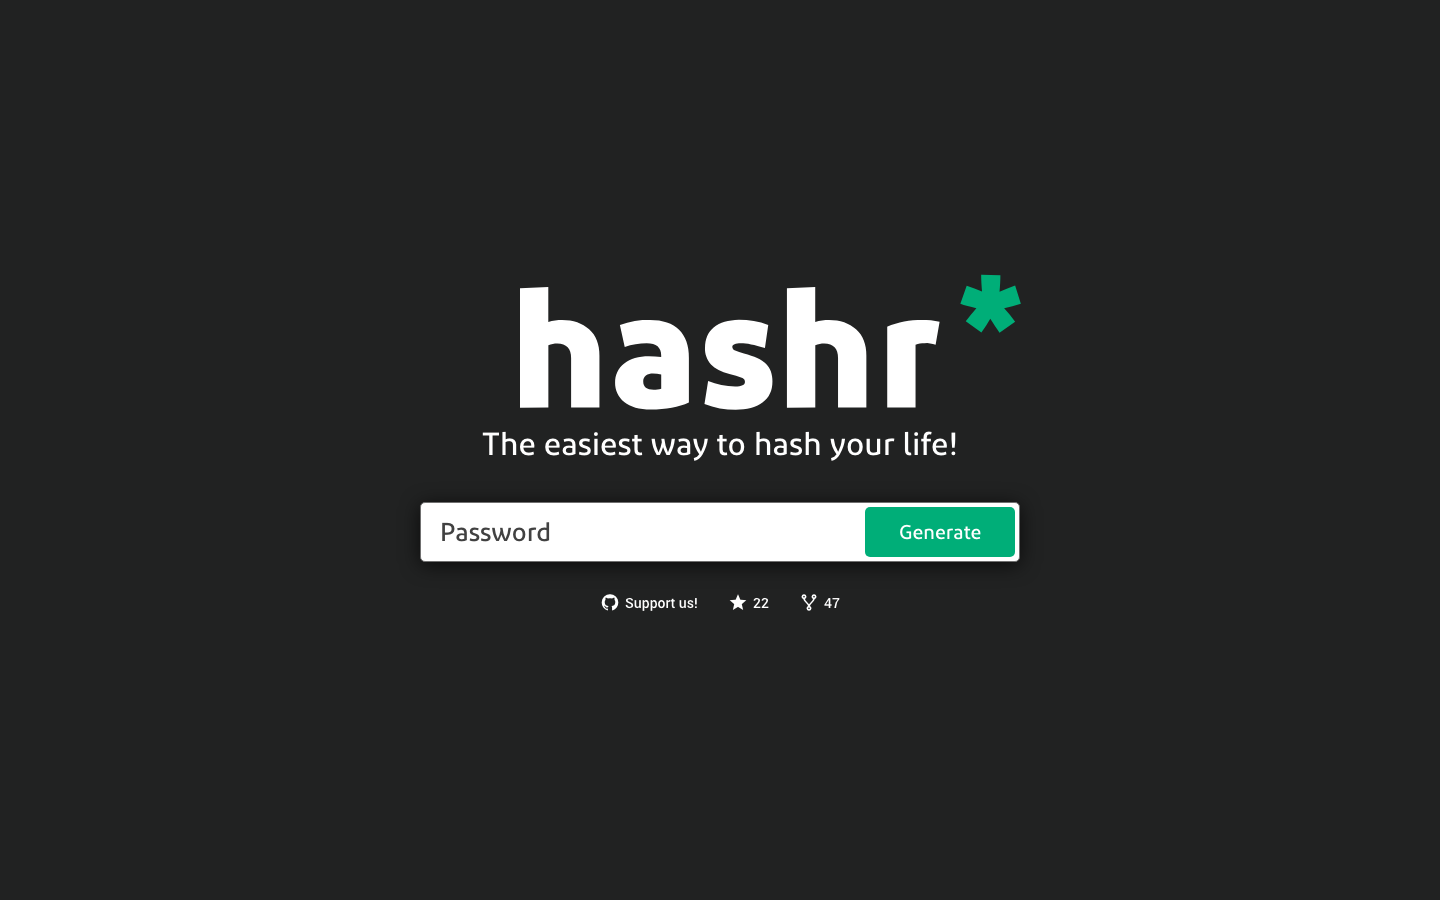 hashr*
The easiest way to hash your life!
Password
Generate
Support us! 22 47